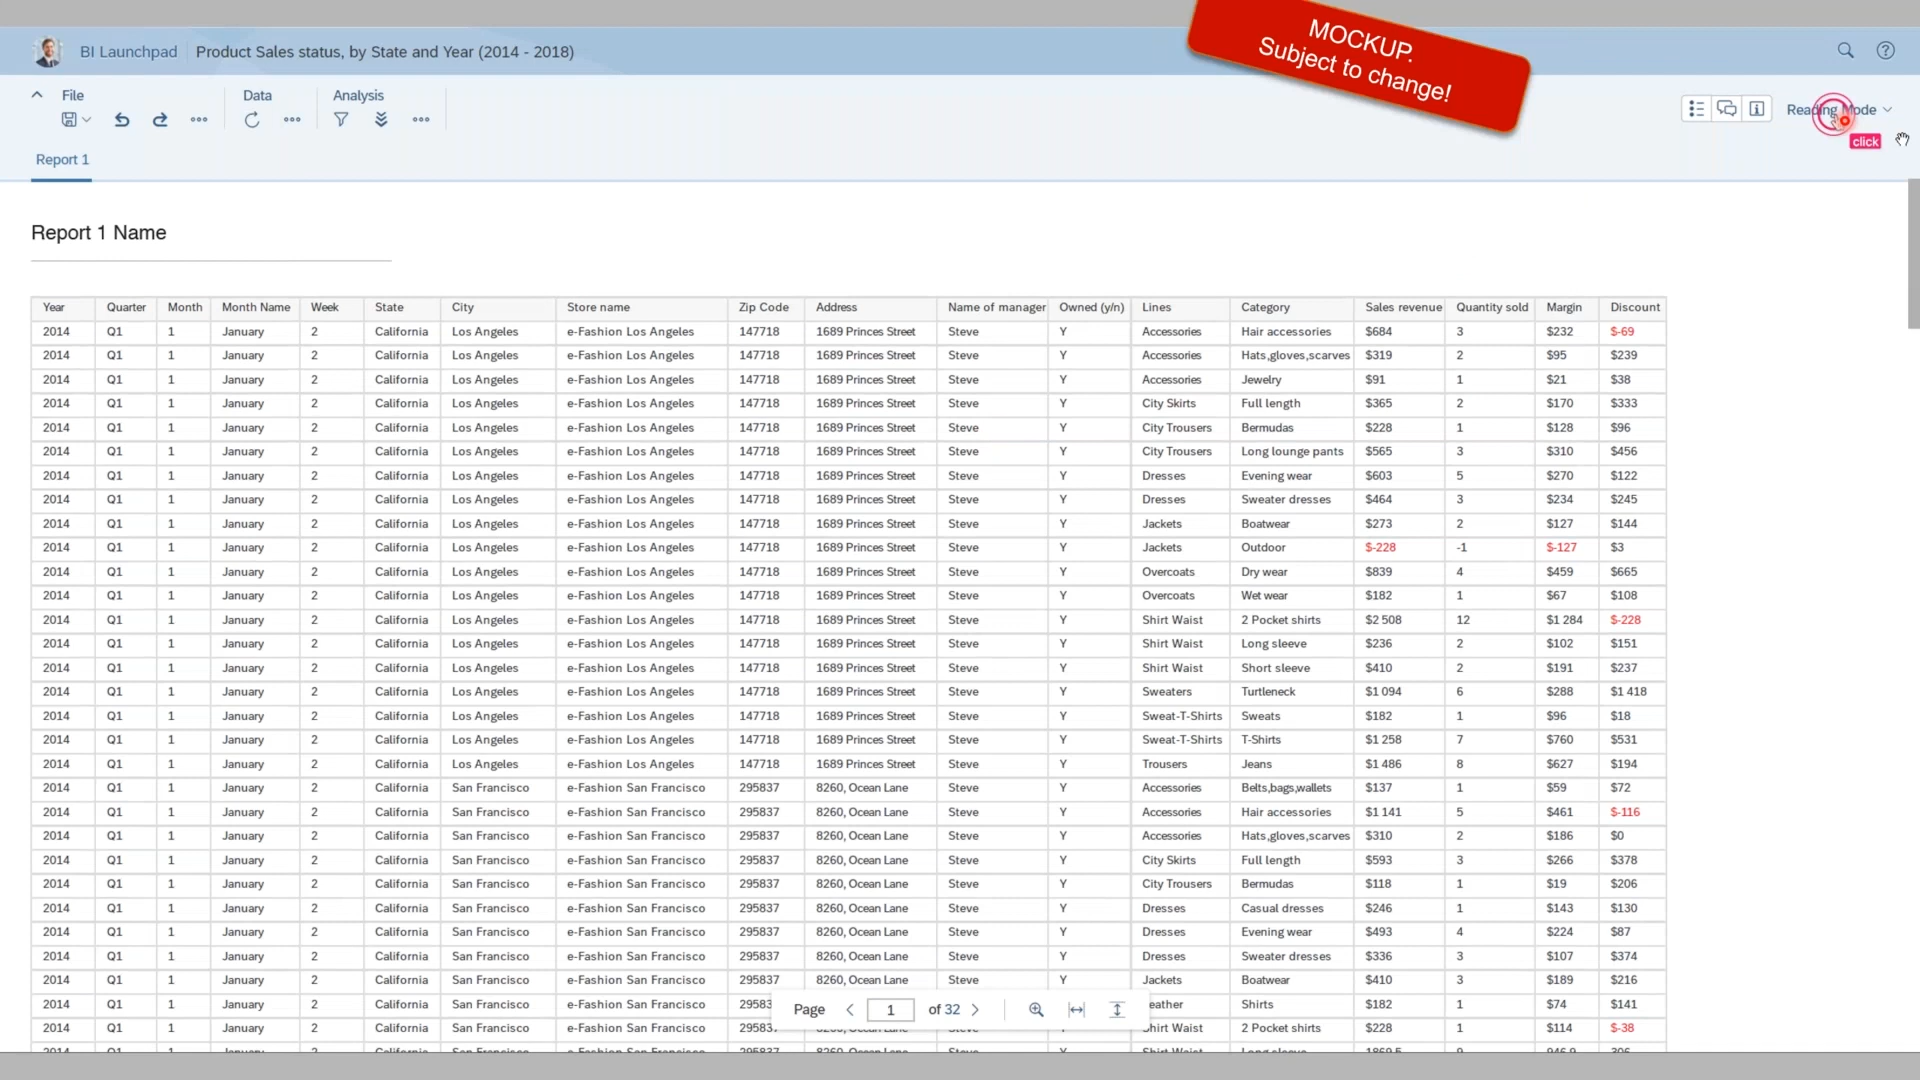 MOCKUP.
Subject to change!
BI Launchpad Product Sales status, by State and Year (2014 - 2018)
File Data Analysis
Reading Mode
click
Report 1
Report 1 Name
Year Quarter Month Month Name Week State City Store name Zip Code Address Name of manager Owned (y/n) Lines Category Sales revenue Quantity sold Margin Discount
2014 Q1 1 January 2 California Los Angeles e-Fashion Los Angeles 147718 1689 Princes Street Steve Y Accessories Hair accessories $684 3 $232 $-69
2014 Q1 1 January 2 California Los Angeles e-Fashion Los Angeles 147718 1689 Princes Street Steve Y Accessories Hats,gloves,scarves $319 2 $95 $239
2014 Q1 1 January 2 California Los Angeles e-Fashion Los Angeles 147718 1689 Princes Street Steve Y Accessories Jewelry $91 1 $21 $38
2014 Q1 1 January 2 California Los Angeles e-Fashion Los Angeles 147718 1689 Princes Street Steve Y City Skirts Full length $365 2 $170 $333
2014 Q1 1 January 2 California Los Angeles e-Fashion Los Angeles 147718 1689 Princes Street Steve Y City Trousers Bermudas $228 1 $128 $96
2014 Q1 1 January 2 California Los Angeles e-Fashion Los Angeles 147718 1689 Princes Street Steve Y City Trousers Long lounge pants $565 3 $310 $456
2014 Q1 1 January 2 California Los Angeles e-Fashion Los Angeles 147718 1689 Princes Street Steve Y Dresses Evening wear $603 5 $270 $122
2014 Q1 1 January 2 California Los Angeles e-Fashion Los Angeles 147718 1689 Princes Street Steve Y Dresses Sweater dresses $464 3 $234 $245
2014 Q1 1 January 2 California Los Angeles e-Fashion Los Angeles 147718 1689 Princes Street Steve Y Jackets Boatwear $273 2 $127 $144
2014 Q1 1 January 2 California Los Angeles e-Fashion Los Angeles 147718 1689 Princes Street Steve Y Jackets Outdoor $-228 -1 $-127 $3
2014 Q1 1 January 2 California Los Angeles e-Fashion Los Angeles 147718 1689 Princes Street Steve Y Overcoats Dry wear $839 4 $459 $665
2014 Q1 1 January 2 California Los Angeles e-Fashion Los Angeles 147718 1689 Princes Street Steve Y Overcoats Wet wear $182 1 $67 $108
2014 Q1 1 January 2 California Los Angeles e-Fashion Los Angeles 147718 1689 Princes Street Steve Y Shirt Waist 2 Pocket shirts $2 508 12 $1 284 $-228
2014 Q1 1 January 2 California Los Angeles e-Fashion Los Angeles 147718 1689 Princes Street Steve Y Shirt Waist Long sleeve $236 2 $102 $151
2014 Q1 1 January 2 California Los Angeles e-Fashion Los Angeles 147718 1689 Princes Street Steve Y Shirt Waist Short sleeve $410 2 $191 $237
2014 Q1 1 January 2 California Los Angeles e-Fashion Los Angeles 147718 1689 Princes Street Steve Y Sweaters Turtleneck $1 094 6 $288 $1 418
2014 Q1 1 January 2 California Los Angeles e-Fashion Los Angeles 147718 1689 Princes Street Steve Y Sweat-T-Shirts Sweats $182 1 $96 $18
2014 Q1 1 January 2 California Los Angeles e-Fashion Los Angeles 147718 1689 Princes Street Steve Y Sweat-T-Shirts T-Shirts $1 258 7 $760 $531
2014 Q1 1 January 2 California Los Angeles e-Fashion Los Angeles 147718 1689 Princes Street Steve Y Trousers Jeans $1 486 8 $627 $194
2014 Q1 1 January 2 California San Francisco e-Fashion San Francisco 295837 8260, Ocean Lane Steve Y Accessories Belts,bags,wallets $137 1 $59 $72
2014 Q1 1 January 2 California San Francisco e-Fashion San Francisco 295837 8260, Ocean Lane Steve Y Accessories Hair accessories $1 141 5 $461 $-116
2014 Q1 1 January 2 California San Francisco e-Fashion San Francisco 295837 8260, Ocean Lane Steve Y Accessories Hats,gloves,scarves $310 2 $186 $0
2014 Q1 1 January 2 California San Francisco e-Fashion San Francisco 295837 8260, Ocean Lane Steve Y City Skirts Full length $593 3 $266 $378
2014 Q1 1 January 2 California San Francisco e-Fashion San Francisco 295837 8260, Ocean Lane Steve Y City Trousers Bermudas $118 1 $19 $206
2014 Q1 1 January 2 California San Francisco e-Fashion San Francisco 295837 8260, Ocean Lane Steve Y Dresses Casual dresses $246 1 $143 $130
2014 Q1 1 January 2 California San Francisco e-Fashion San Francisco 295837 8260, Ocean Lane Steve Y Dresses Evening wear $493 4 $224 $87
2014 Q1 1 January 2 California San Francisco e-Fashion San Francisco 295837 8260, Ocean Lane Steve Y Dresses Sweater dresses $336 3 $107 $374
2014 Q1 1 January 2 California San Francisco e-Fashion San Francisco 295837 8260, Ocean Lane Steve Y Jackets Boatwear $410 3 $189 $216
2014 Q1 1 January 2 California San Francisco e-Fashion San Francisco 29583 eather Shirts $182 1 $74 $141
Page 1 of 32
2014 Q1 1 January 2 California San Francisco e-Fashion San Francisco 29583 hirt Waist 2 Pocket shirts $228 1 $114 $-38